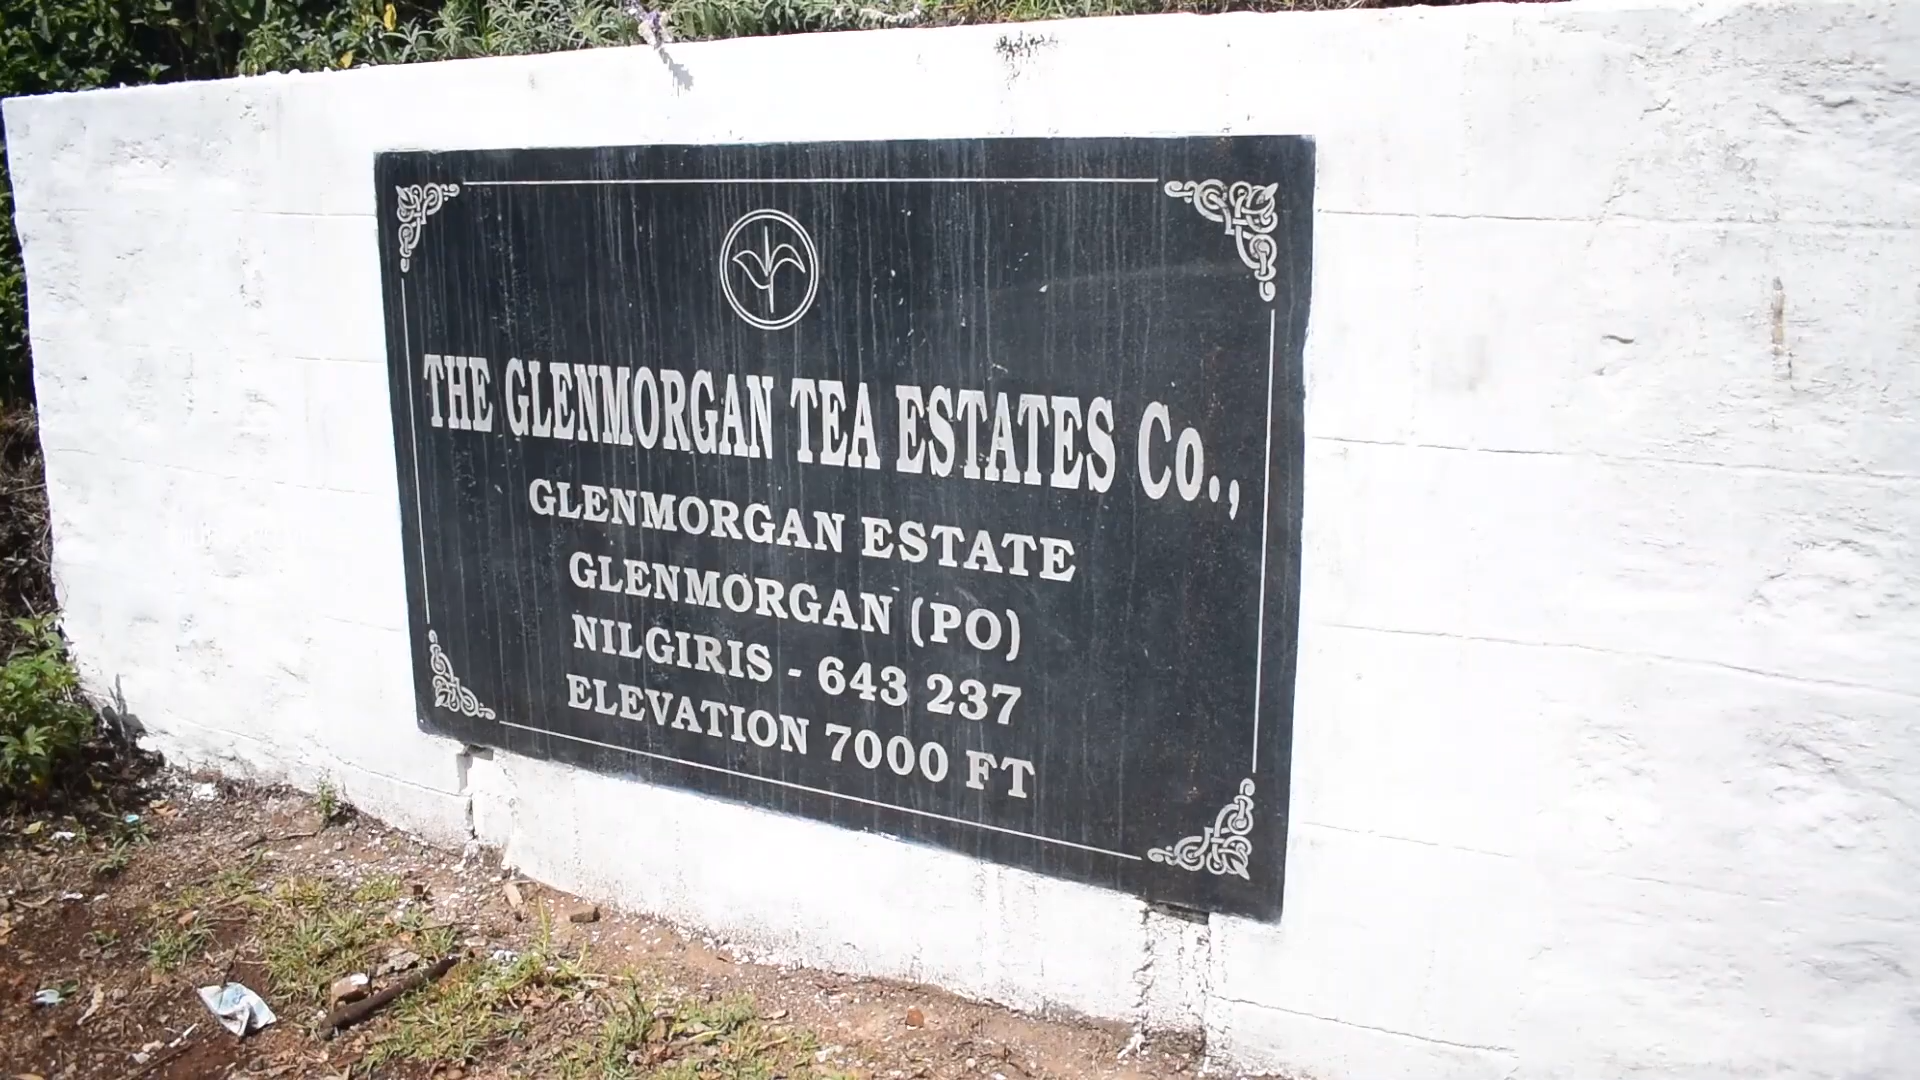 THE GLENMORGAN TEA ESTATES Co.,
GLENMORGAN ESTATE
GLENMORGAN (PO)
NILGIRIS - 643 237
ELEVATION 7000 FT